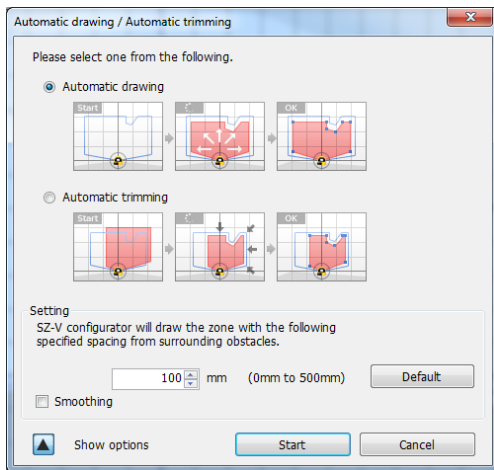 Automatic drawing / Automatic trimming
Please select one from the following.
Automatic drawing
Start
OK
Automatic trimming
Start
OK
Setting
SZ-V configurator will draw the zone with the following
specified spacing from surrounding obstacles.
100 mm (0mm to 500mm) Default
Smoothing
Show options Start Cancel